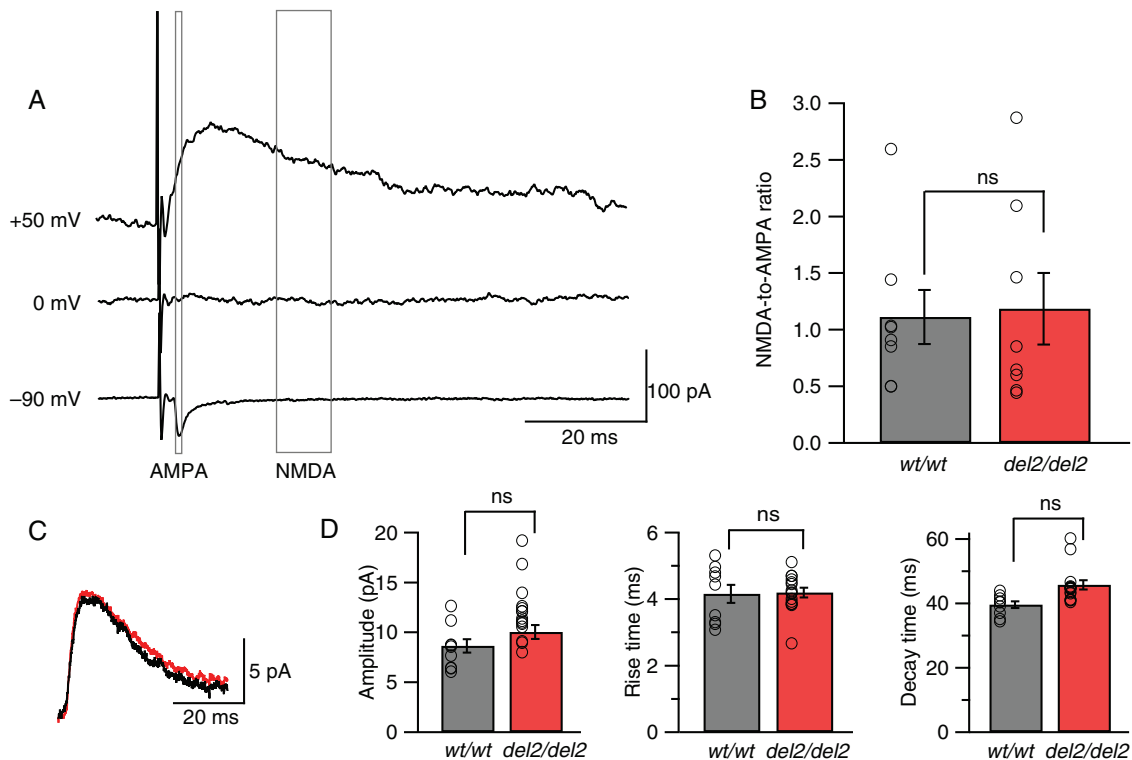 A
+50 mV
0 mV
–90 mV
100 pA
20 ms
AMPA
NMDA
B
NMDA-to-AMPA ratio
3.0
2.5
2.0
1.5
1.0
0.5
0.0
ns
wt/wt
del2/del2
C
5 pA
20 ms
D
Amplitude (pA)
20
15
10
5
0
ns
wt/wt
del2/del2
Rise time (ms)
6
4
2
0
ns
wt/wt
del2/del2
Decay time (ms)
60
40
20
0
ns
wt/wt
del2/del2